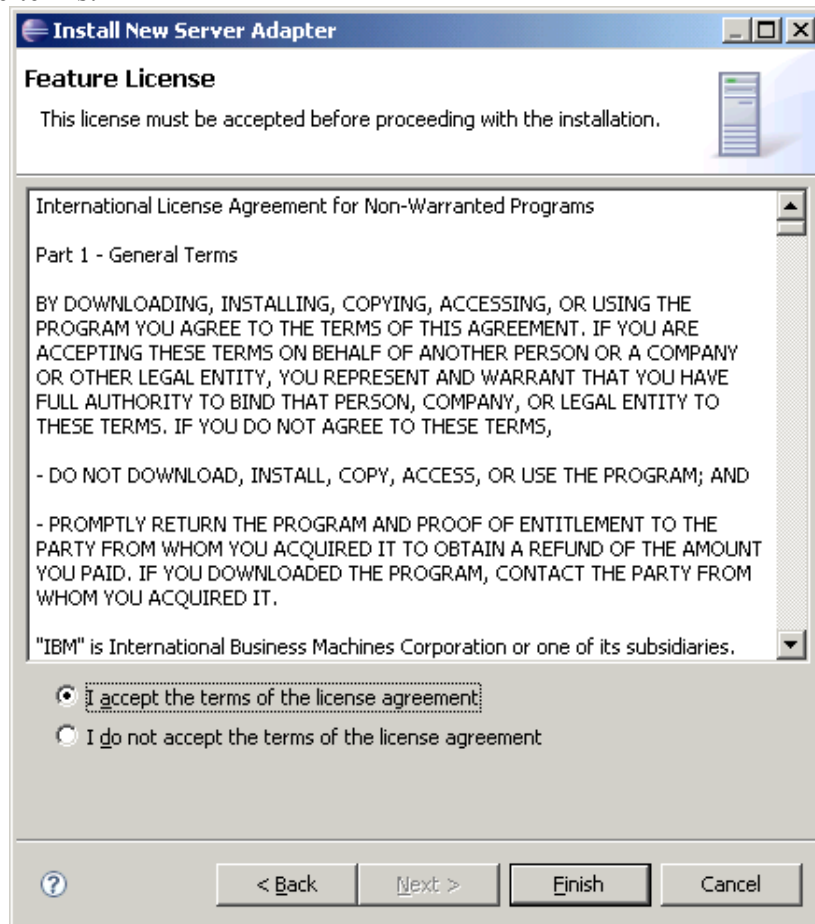 Install New Server Adapter
Feature License
This license must be accepted before proceeding with the installation.
International License Agreement for Non-Warranted Programs
Part 1 - General Terms
BY DOWNLOADING, INSTALLING, COPYING, ACCESSING, OR USING THE
PROGRAM YOU AGREE TO THE TERMS OF THIS AGREEMENT. IF YOU ARE
ACCEPTING THESE TERMS ON BEHALF OF ANOTHER PERSON OR A COMPANY
OR OTHER LEGAL ENTITY, YOU REPRESENT AND WARRANT THAT YOU HAVE
FULL AUTHORITY TO BIND THAT PERSON, COMPANY, OR LEGAL ENTITY TO
THESE TERMS. IF YOU DO NOT AGREE TO THESE TERMS,
- DO NOT DOWNLOAD, INSTALL, COPY, ACCESS, OR USE THE PROGRAM; AND
- PROMPTLY RETURN THE PROGRAM AND PROOF OF ENTITLEMENT TO THE
PARTY FROM WHOM YOU ACQUIRED IT TO OBTAIN A REFUND OF THE AMOUNT
YOU PAID. IF YOU DOWNLOADED THE PROGRAM, CONTACT THE PARTY FROM
WHOM YOU ACQUIRED IT.
"IBM" is International Business Machines Corporation or one of its subsidiaries.
I accept the terms of the license agreement
I do not accept the terms of the license agreement
? < Back Next > Finish Cancel